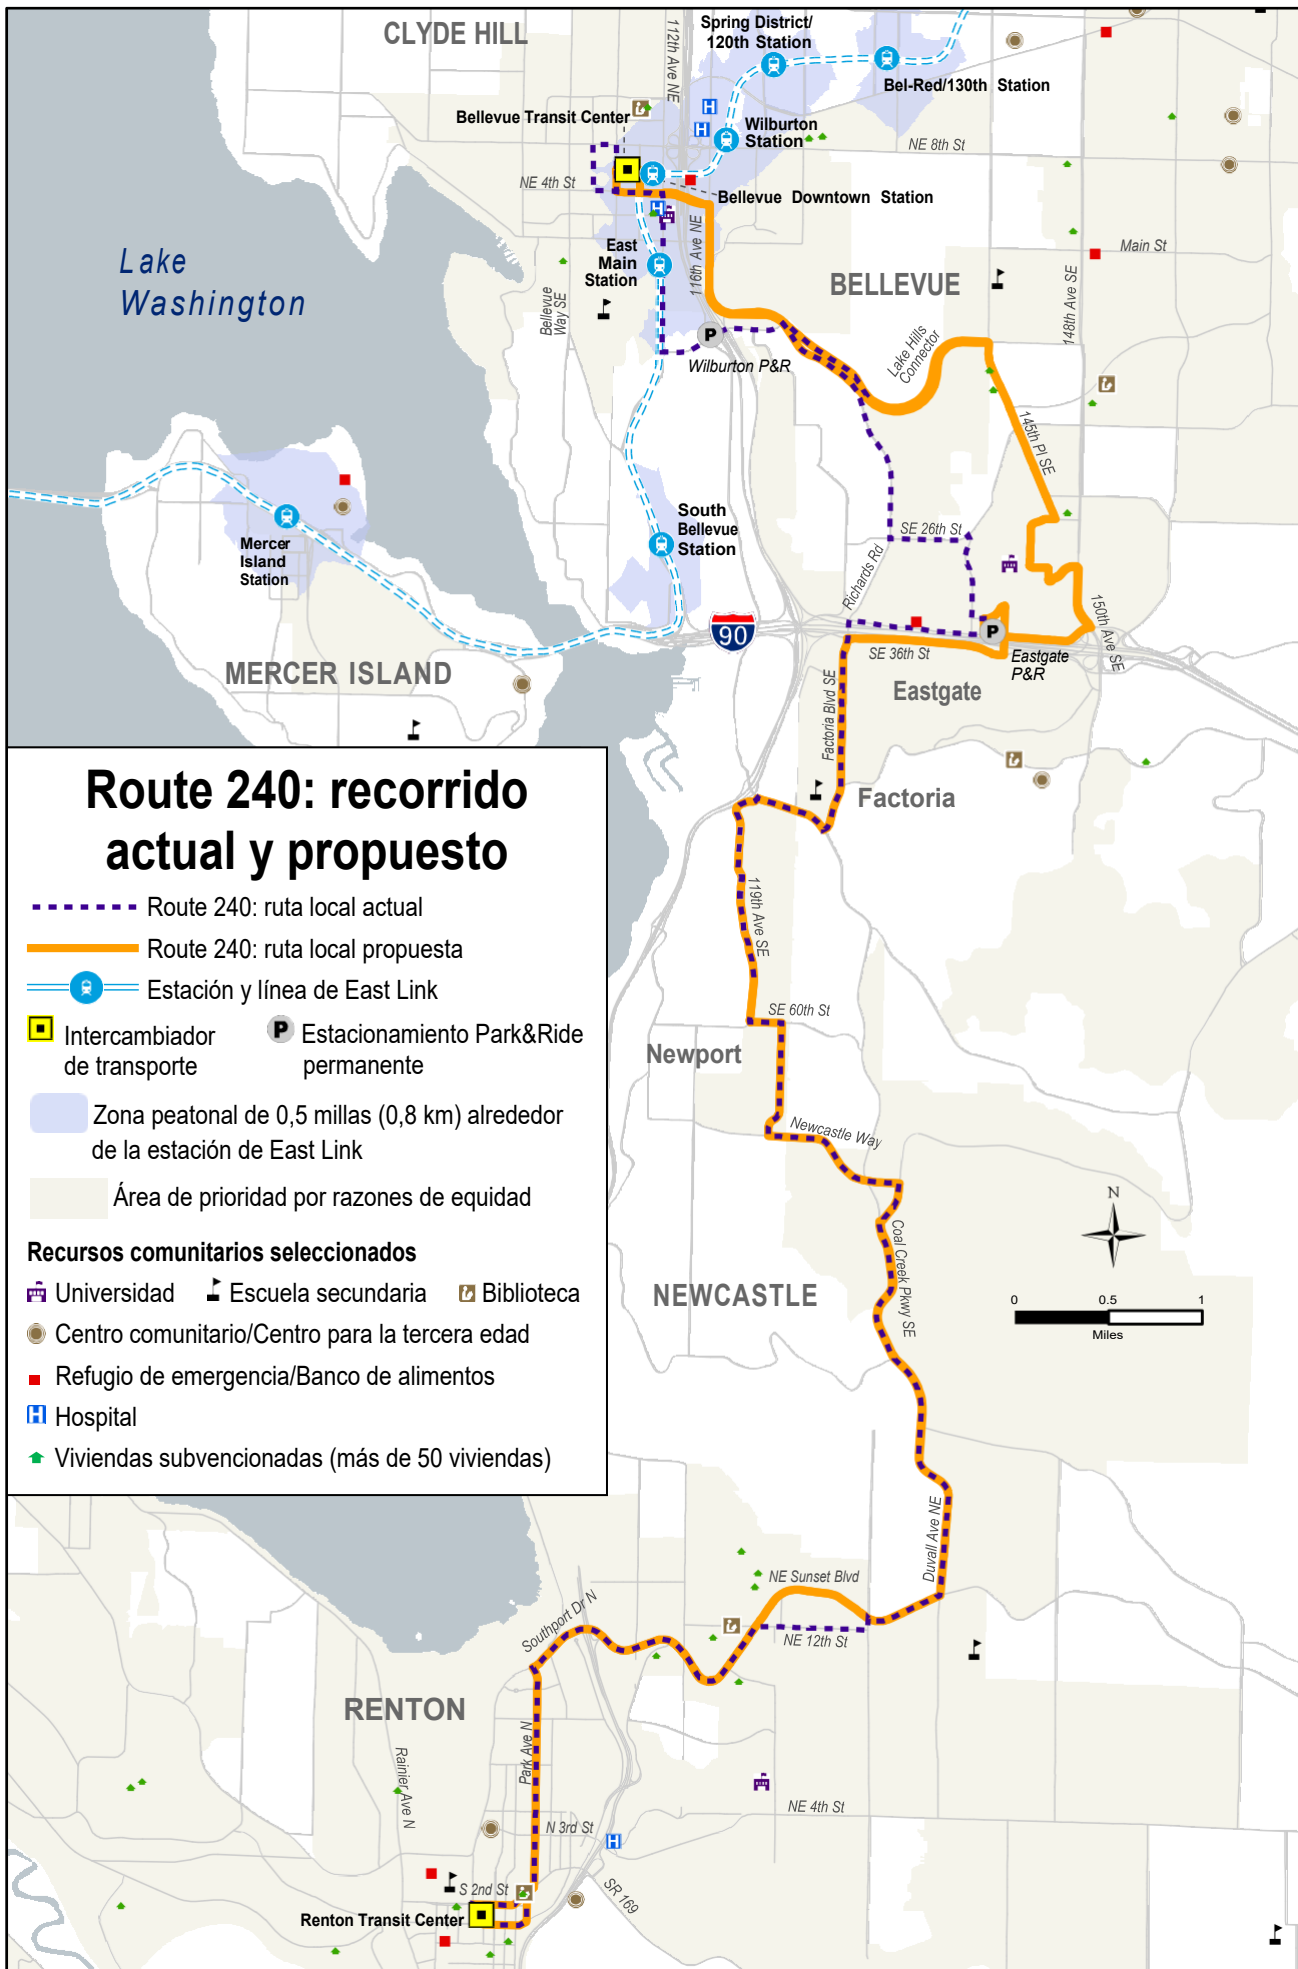 CLYDE HILL
112th Ave NE
Spring District/
120th Station
Bel-Red/130th Station
Bellevue Transit Center
Wilburton
Station
NE 8th St
NE 4th St
Bellevue Downtown Station
Lake
Washington
East
Main
Station
116th Ave NE
Main St
BELLEVUE
148th Ave SE
Bellevue
Way SE
Lake Hills
Connector
Wilburton P&R
145th Pl SE
South
Bellevue
Station
SE 26th St
Mercer
Island
Station
Richards Rd
90
P
P
150th Ave SE
SE 36th St
Eastgate
P&R
MERCER ISLAND
Eastgate
Factoria Blvd SE
Factoria
Route 240: recorrido
actual y propuesto
Route 240: ruta local actual
Route 240: ruta local propuesta
Estación y línea de East Link
Intercambiador
de transporte
P
Estacionamiento Park&Ride
permanente
Zona peatonal de 0,5 millas (0,8 km) alrededor
de la estación de East Link
Área de prioridad por razones de equidad
Recursos comunitarios seleccionados
Universidad
Escuela secundaria
Biblioteca
Centro comunitario/Centro para la tercera edad
Refugio de emergencia/Banco de alimentos
H Hospital
Viviendas subvencionadas (más de 50 viviendas)
119th Ave SE
SE 60th St
Newport
Newcastle Way
N
Coal Creek Pkwy SE
NEWCASTLE
0 0.5 1
Miles
Duvall Ave NE
NE Sunset Blvd
NE 12th St
Southport Dr N
RENTON
Park Ave N
Rainier Ave N
NE 4th St
N 3rd St
H
SR 169
S 2nd St
Renton Transit Center